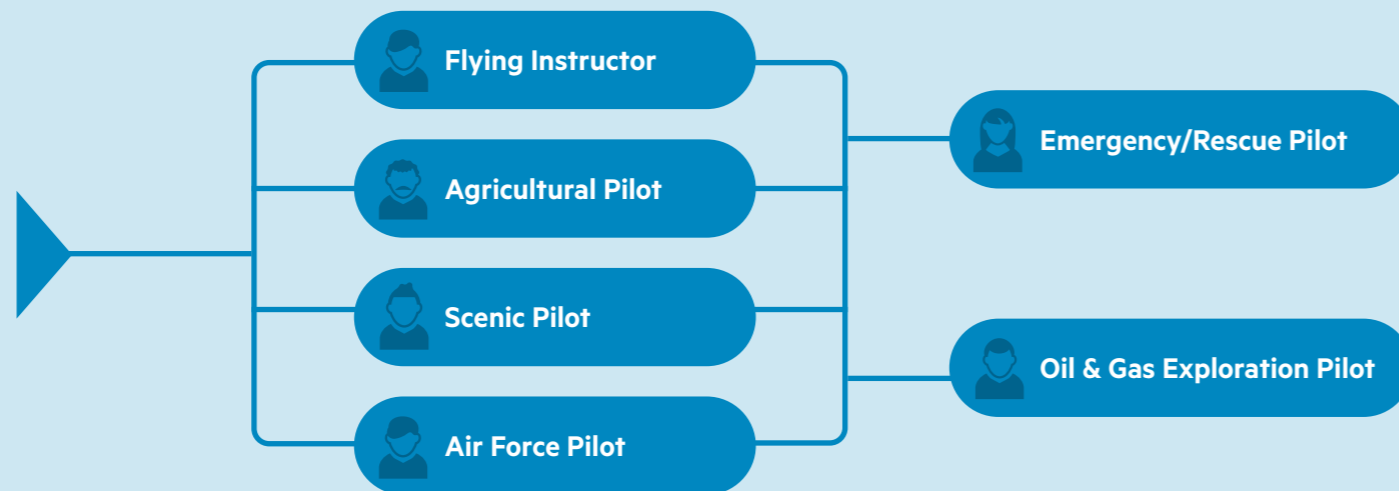 Flying Instructor
Agricultural Pilot
Scenic Pilot
Air Force Pilot
Emergency/Rescue Pilot
Oil & Gas Exploration Pilot